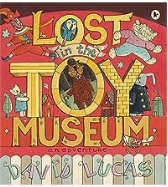 LOST
in the
TOY
MUSEUM
an adventure
DAVID LUCAS